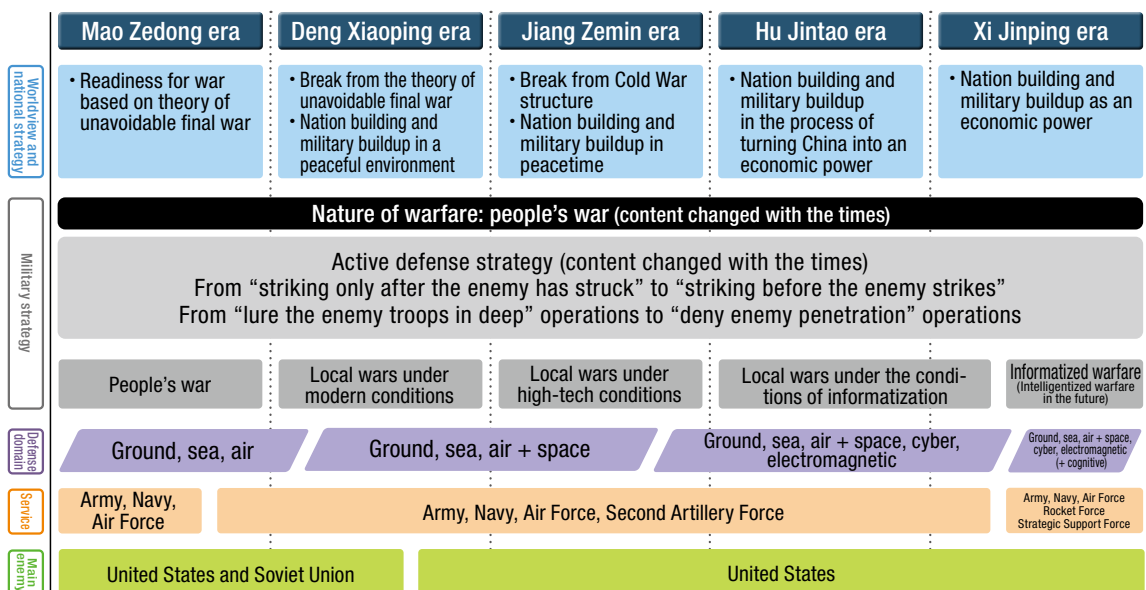 Mao Zedong era
Deng Xiaoping era
Jiang Zemin era
Hu Jintao era
Xi Jinping era
Worldview and
national strategy
• Readiness for war
based on theory of
unavoidable final war
• Break from the theory of
unavoidable final war
• Nation building and
military buildup in a
peaceful environment
• Break from Cold War
structure
• Nation building and
military buildup in
peacetime
• Nation building and
military buildup
in the process of
turning China into an
economic power
• Nation building and
military buildup as an
economic power
Military strategy
Nature of warfare: people’s war (content changed with the times)
Active defense strategy (content changed with the times)
From “striking only after the enemy has struck” to “striking before the enemy strikes”
From “lure the enemy troops in deep” operations to “deny enemy penetration” operations
People’s war
Local wars under
modern conditions
Local wars under
high-tech conditions
Local wars under the condi-
tions of informatization
Informatized warfare
(Intelligentized warfare
in the future)
Defense
domain
Ground, sea, air
Ground, sea, air + space
Ground, sea, air + space, cyber,
electromagnetic
Ground, sea, air + space,
cyber, electromagnetic
(+ cognitive)
Service
Army, Navy,
Air Force
Army, Navy, Air Force, Second Artillery Force
Army, Navy, Air Force
Rocket Force
Strategic Support Force
Main
enemy
United States and Soviet Union
United States